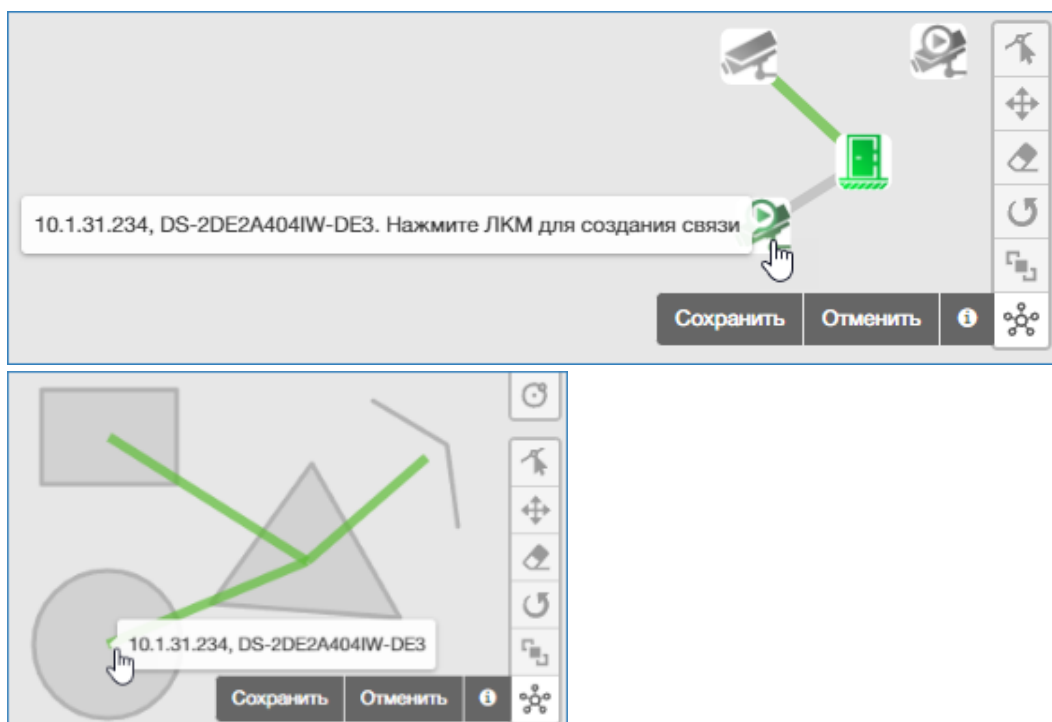 10.1.31.234, DS-2DE2A404IW-DE3. Нажмите ЛКМ для создания связи
Сохранить Отменить
10.1.31.234, DS-2DE2A404IW-DE3
Сохранить Отменить